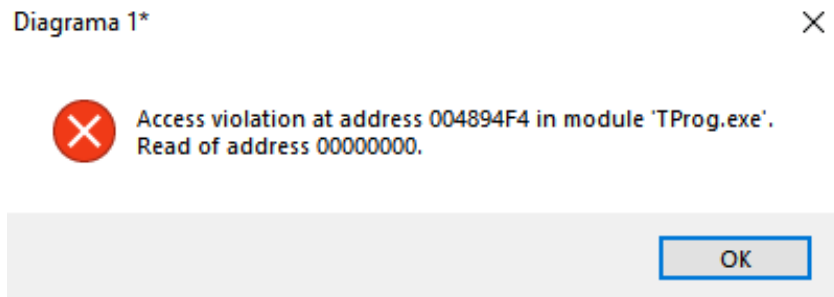 Diagrama 1*
Access violation at address 004894F4 in module 'TProg.exe'.
Read of address 00000000.
OK